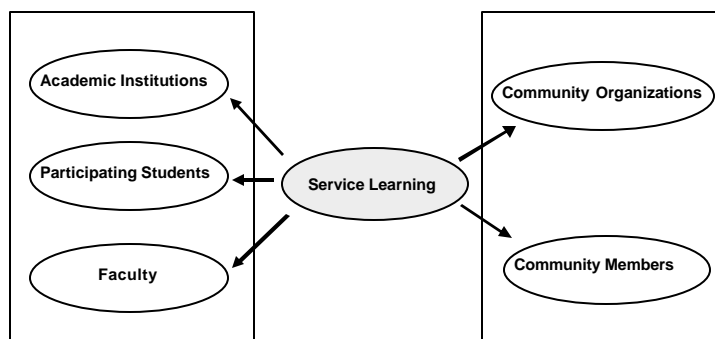 Academic Institutions
Participating Students
Faculty
Service Learning
Community Organizations
Community Members